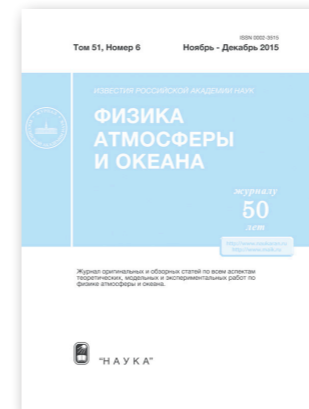 ISSN 0002-3515
Том 51, Номер 6
Ноябрь - Декабрь 2015
ИЗВЕСТИЯ РОССИЙСКОЙ АКАДЕМИИ НАУК
ФИЗИКА
АТМОСФЕРЫ
И ОКЕАНА
журналу
50
лет
Журнал оригинальных и обзорных статей по всем аспектам
теоретических, модельных и экспериментальных работ по
физике атмосферы и океана.
"НАУКА"